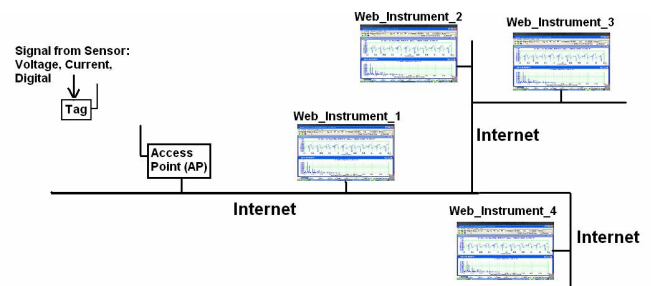 Web_Instrument_2
Web_Instrument_3
Signal from Sensor:
Voltage, Current,
Digital
Tag
Web_Instrument_1
Access
Point (AP)
Internet
Internet
Web_Instrument_4
Internet